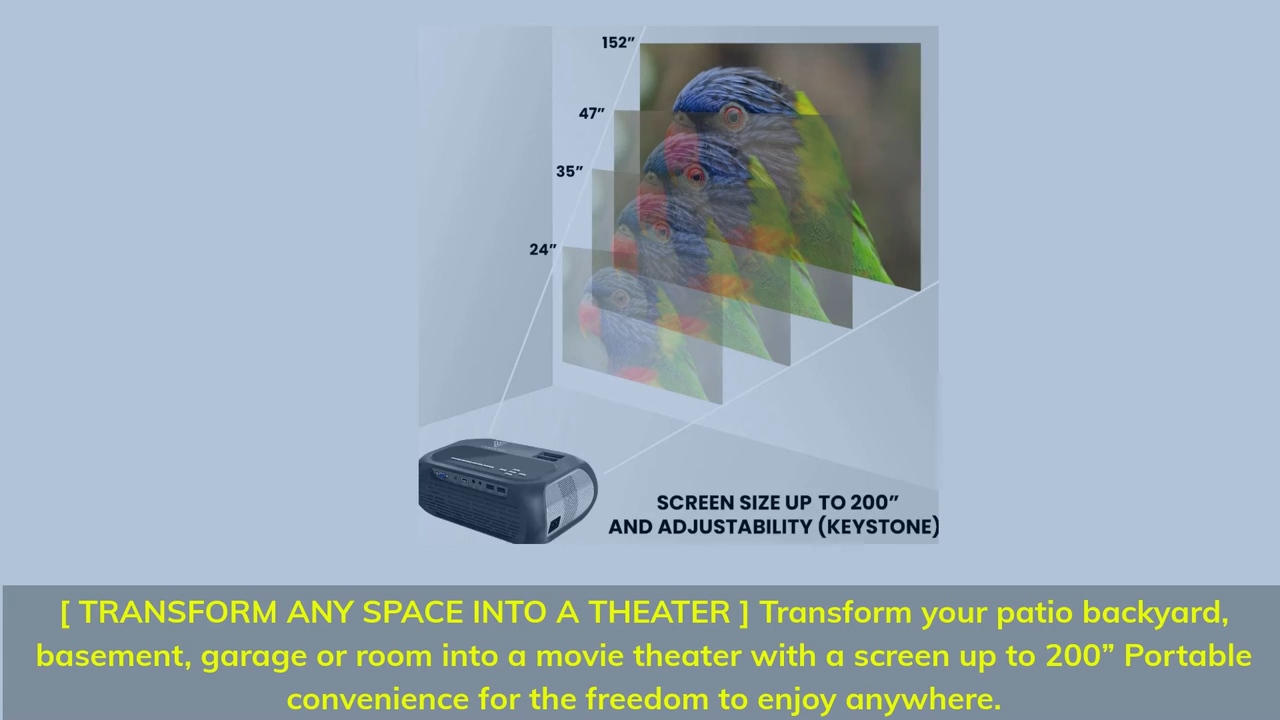 152”
47”
35”
24”
SCREEN SIZE UP TO 200”
AND ADJUSTABILITY (KEYSTONE)
[ TRANSFORM ANY SPACE INTO A THEATER ] Transform your patio backyard,
basement, garage or room into a movie theater with a screen up to 200” Portable
convenience for the freedom to enjoy anywhere.